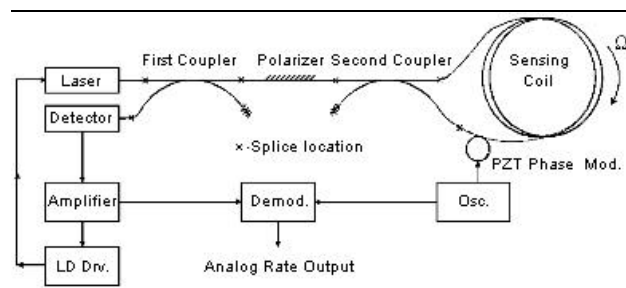 First Coupler Polarizer Second Coupler
Laser
Detector
Sensing
Coil
Ω
×-Splice location
PZT Phase Mod.
Amplifier
Demod.
Osc.
LD Drv.
Analog Rate Output